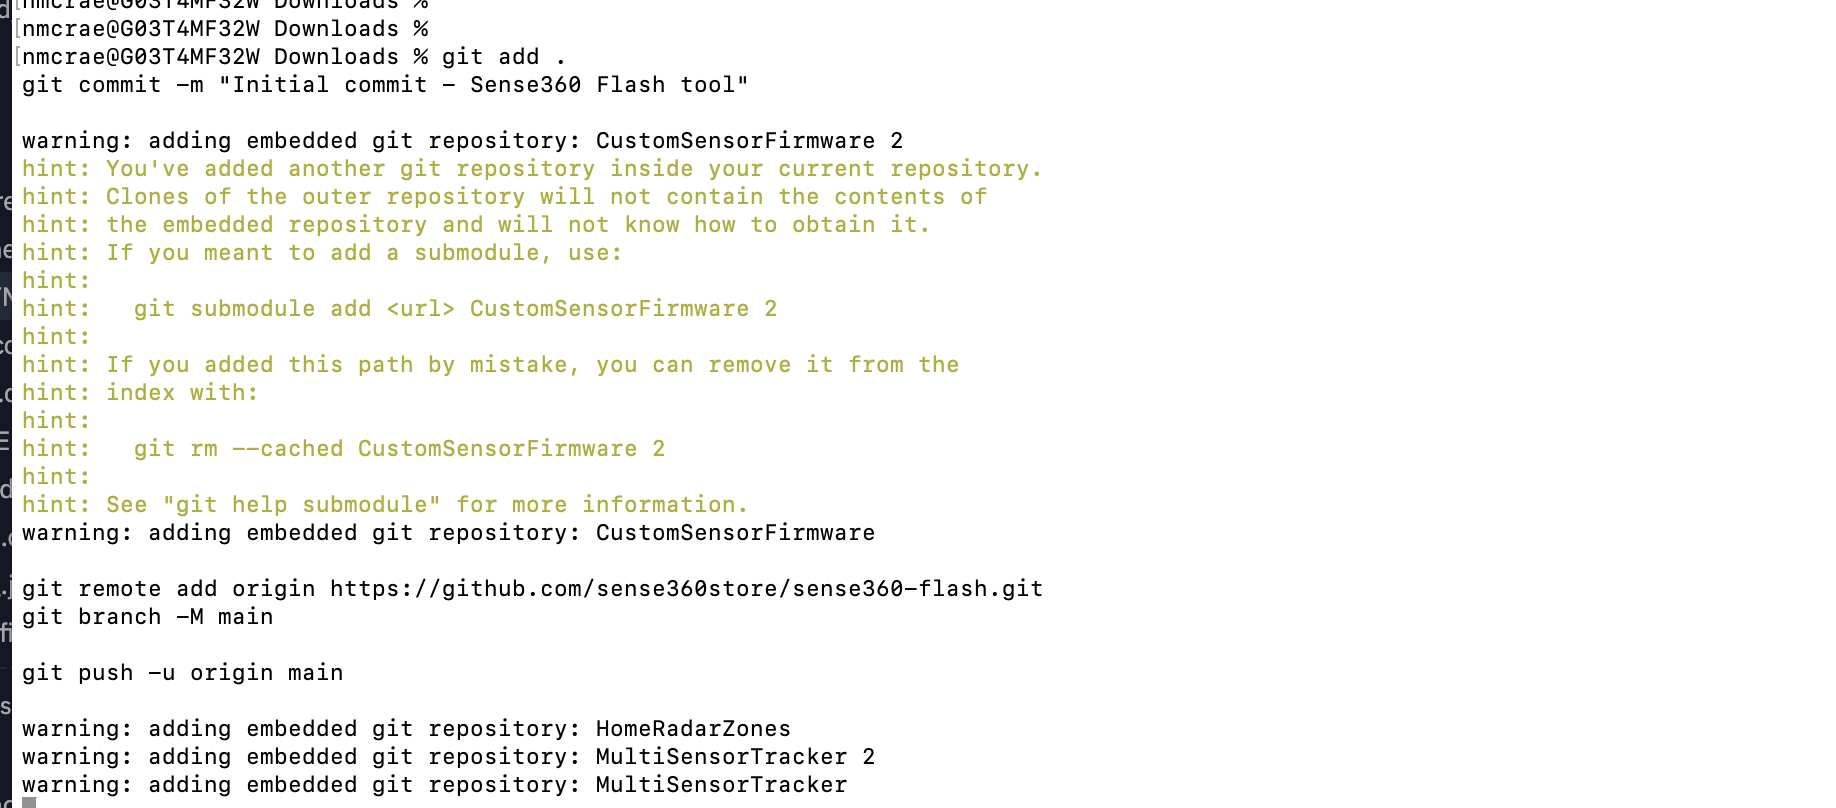 [nmcrae@G03T4MF32W Downloads %
[nmcrae@G03T4MF32W Downloads %
[nmcrae@G03T4MF32W Downloads % git add .
git commit -m "Initial commit - Sense360 Flash tool"
warning: adding embedded git repository: CustomSensorFirmware 2
hint: You've added another git repository inside your current repository.
hint: Clones of the outer repository will not contain the contents of
hint: the embedded repository and will not know how to obtain it.
hint: If you meant to add a submodule, use:
hint:
hint:   git submodule add <url> CustomSensorFirmware 2
hint:
hint: If you added this path by mistake, you can remove it from the
hint: index with:
hint:
hint:   git rm --cached CustomSensorFirmware 2
hint:
hint: See "git help submodule" for more information.
warning: adding embedded git repository: CustomSensorFirmware
git remote add origin https://github.com/sense360store/sense360-flash.git
git branch -M main
git push -u origin main
warning: adding embedded git repository: HomeRadarZones
warning: adding embedded git repository: MultiSensorTracker 2
warning: adding embedded git repository: MultiSensorTracker